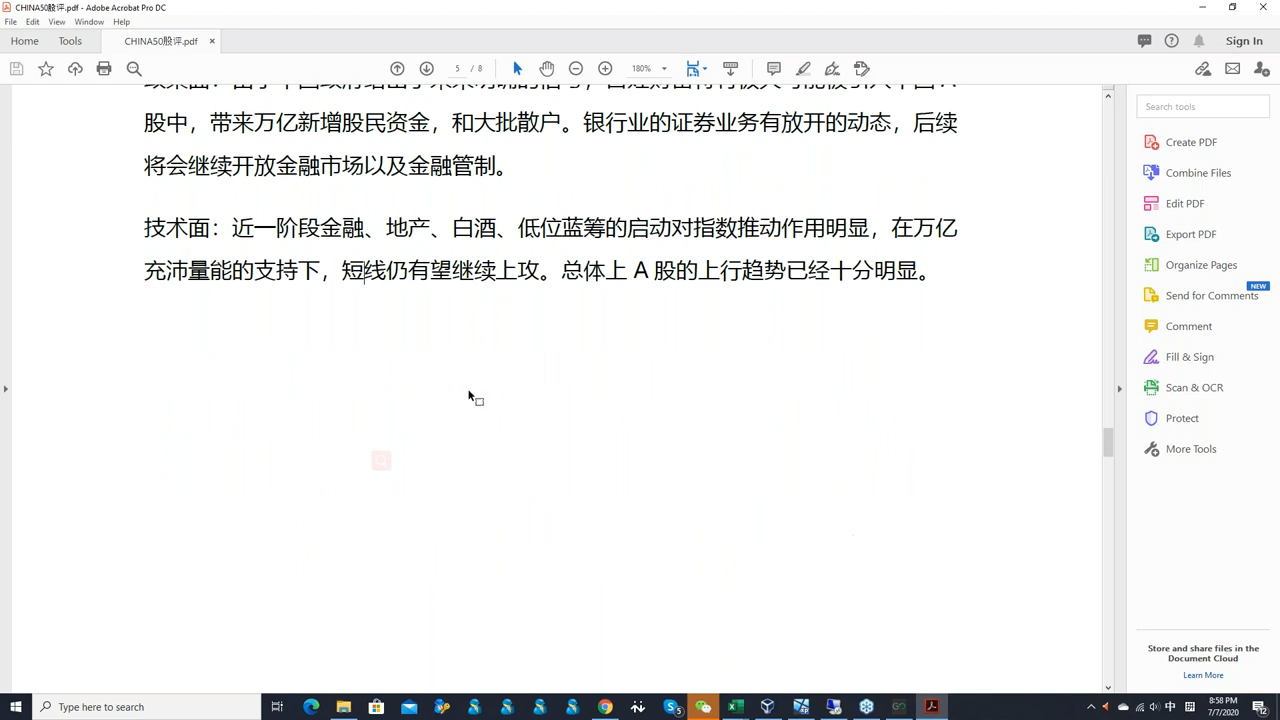 CHINA50股评.pdf - Adobe Acrobat Pro DC
File Edit View Window Help
Home Tools CHINA50股评.pdf × Sign In
5 / 8 180%
股中，带来万亿新增股民资金，和大批散户。银行业的证券业务有放开的动态，后续
将会继续开放金融市场以及金融管制。
技术面：近一阶段金融、地产、白酒、低位蓝筹的启动对指数推动作用明显，在万亿
充沛量能的支持下，短线仍有望继续上攻。总体上 A 股的上行趋势已经十分明显。
Search tools
Create PDF
Combine Files
Edit PDF
Export PDF
Organize Pages
NEW
Send for Comments
Comment
Fill & Sign
Scan & OCR
Protect
More Tools
Store and share files in the
Document Cloud
Learn More
Type here to search
中
8:58 PM
7/7/2020